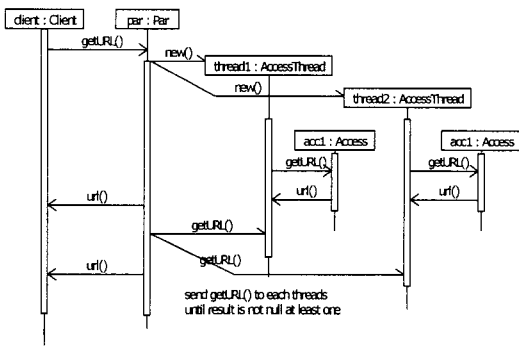 client : Client
par : Par
getURL()
new()
thread1 : AccessThread
new()
thread2 : AccessThread
acc1 : Access
acc1 : Access
getURL()
getURL()
url()
url()
url()
getURL()
getURL()
url()
send getURL() to each threads
until result is not null at least one